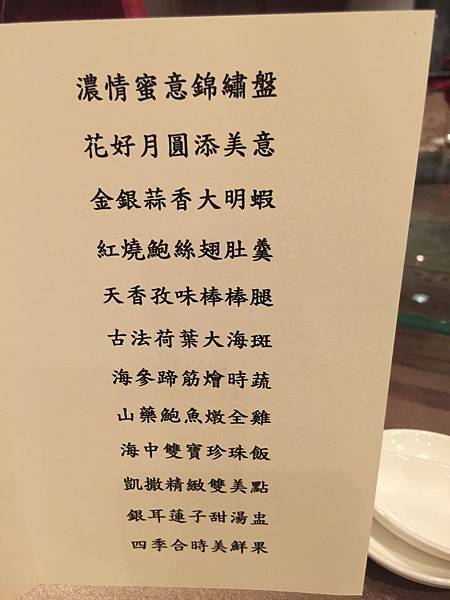 濃情蜜意錦繡盤
花好月圓添美意
金銀蒜香大明蝦
紅燒鮑絲翅肚羹
天香孜味棒棒腿
古法荷葉大海斑
海參蹄筋燴時蔬
山藥鮑魚燉全雞
海中雙寶珍珠飯
凱撒精緻雙美點
銀耳蓮子甜湯盅
四季合時美鮮果